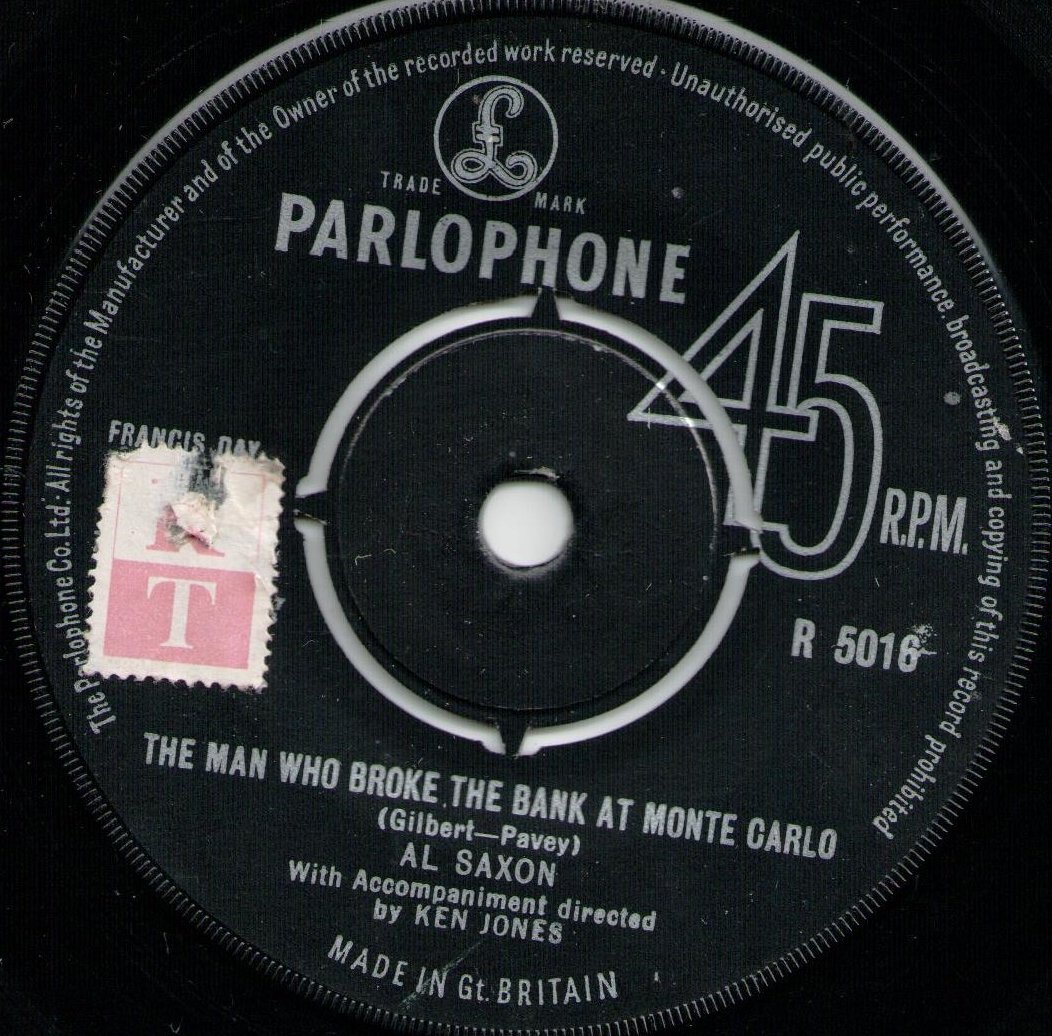 The Parlophone Co. Ltd. All rights of the Manufacturer and of the Owner of the recorded work reserved · Unauthorised public performance, broadcasting and copying of this record prohibited
£
TRADE MARK
PARLOPHONE
45
R.P.M.
FRANCIS DAY
T
R 5016
THE MAN WHO BROKE THE BANK AT MONTE CARLO
(Gilbert—Pavey)
AL SAXON
With Accompaniment directed
by KEN JONES
MADE IN Gt. BRITAIN